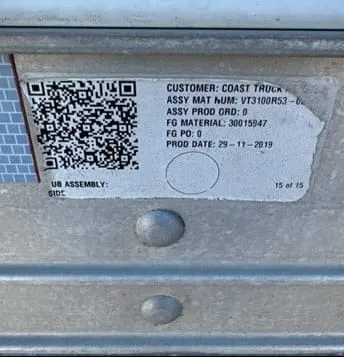 CUSTOMER: COAST TRUCK
ASSY MAT NUM: VT3100R53-0
ASSY PROD ORD: 0
FG MATERIAL: 30015947
FG PO: 0
PROD DATE: 29-11-2019
UB ASSEMBLY: 15 of 15
SIDE